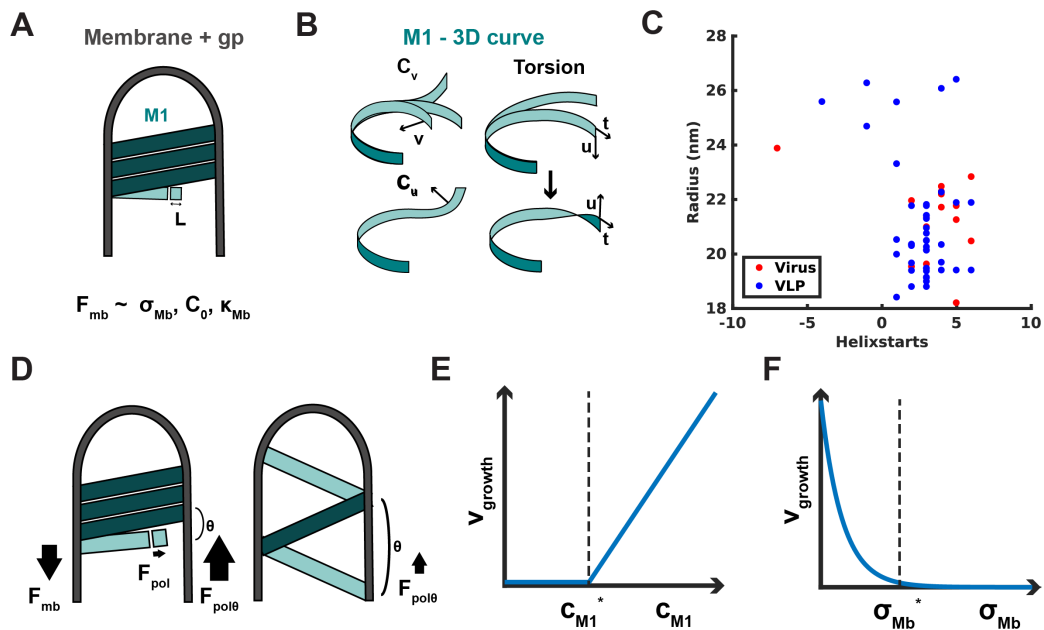 A
Membrane + gp
M1
L
F_mb ~ σ_Mb, C_0, κ_Mb
B
M1 - 3D curve
C_v
Torsion
v
t
u
C_u
u
t
C
28
26
24
22
20
18
Radius (nm)
Virus
VLP
-10 -5 0 5 10
Helixstarts
D
θ
F_pol
F_mb
F_polθ
θ
F_polθ
E
v_growth
c_M1* c_M1
F
v_growth
σ_Mb* σ_Mb